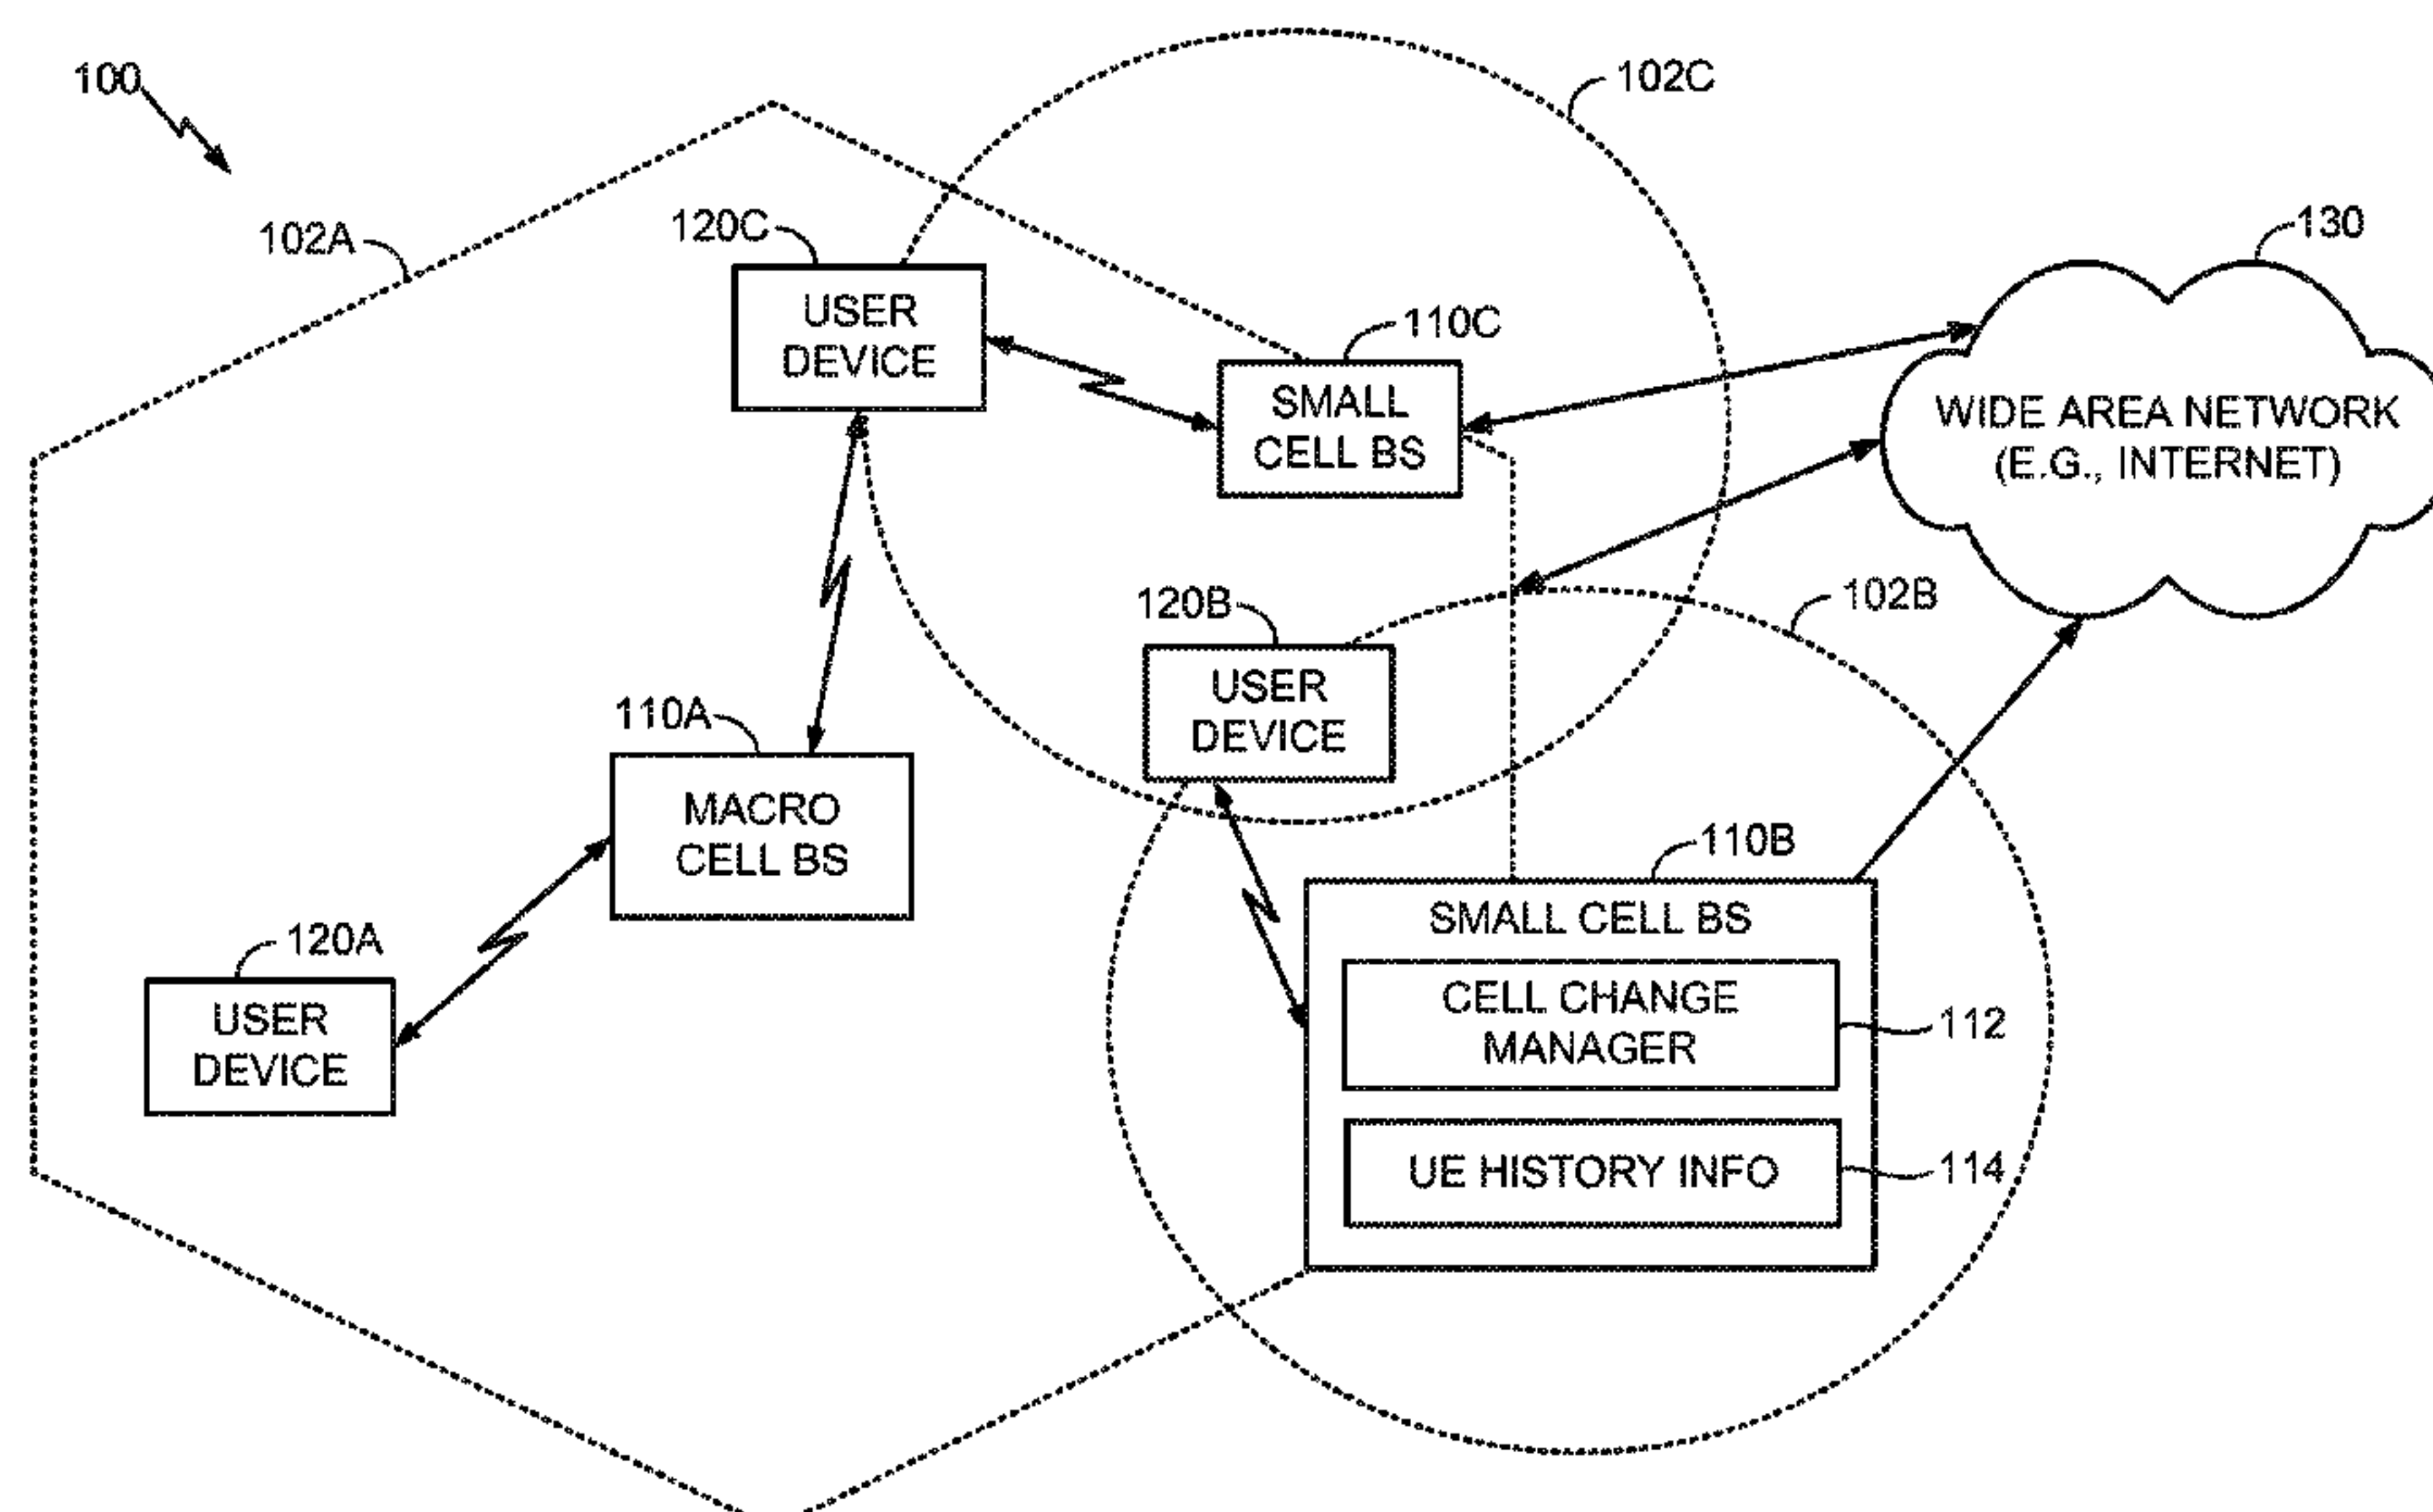 100
102C
102A
120C
130
USER
DEVICE
110C
SMALL
CELL BS
WIDE AREA NETWORK
(E.G., INTERNET)
120B
102B
USER
DEVICE
110A
MACRO
CELL BS
110B
SMALL CELL BS
120A
CELL CHANGE
MANAGER
112
USER
DEVICE
UE HISTORY INFO
114